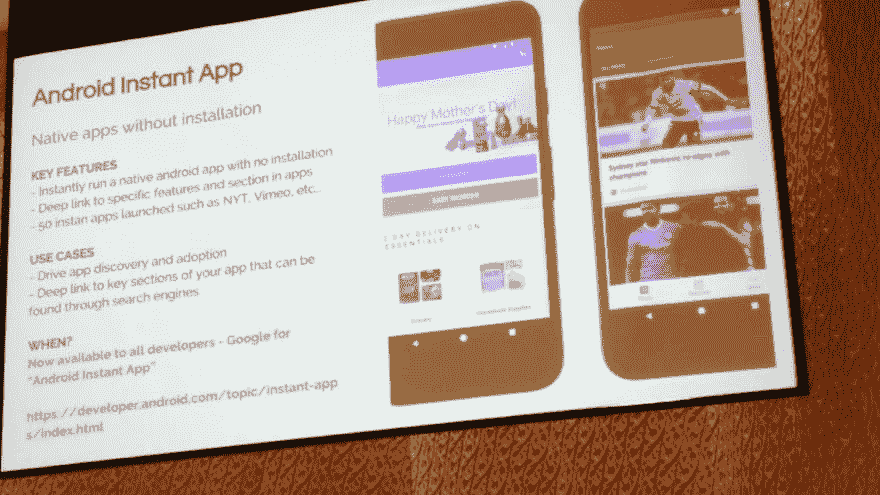 Android Instant App
Native apps without installation
KEY FEATURES
- Instantly run a native android app with no installation
- Deep link to specific features and section in apps
- 50 instan apps launched such as NYT, Vimeo, etc..
USE CASES
- Drive app discovery and adoption
- Deep link to key sections of your app that can be
found through search engines
WHEN?
Now available to all developers - Google for
"Android Instant App"
https://developer.android.com/topic/instant-app
s/index.html
Happy Mother's Day!
2 DAY DELIVERY ON
ESSENTIALS
Sydney star Ninkovic re-signs with
champions